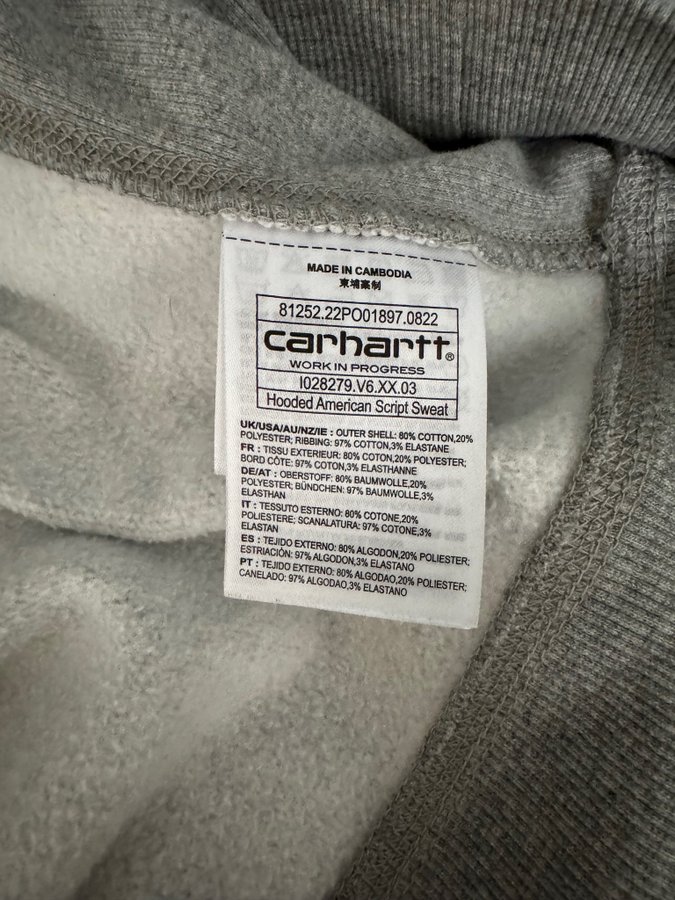 MADE IN CAMBODIA
柬埔寨制
81252.22PO01897.0822
carhartt®
WORK IN PROGRESS
I028279.V6.XX.03
Hooded American Script Sweat
UK/USA/AU/NZ/IE : OUTER SHELL: 80% COTTON,20%
POLYESTER; RIBBING: 97% COTTON,3% ELASTANE
FR : TISSU EXTERIEUR: 80% COTON,20% POLYESTER;
BORD CÔTE: 97% COTON,3% ELASTHANNE
DE/AT : OBERSTOFF: 80% BAUMWOLLE,20%
POLYESTER; BÜNDCHEN: 97% BAUMWOLLE,3%
ELASTHAN
IT : TESSUTO ESTERNO: 80% COTONE,20%
POLIESTERE; SCANALATURA: 97% COTONE,3%
ELASTAN
ES : TEJIDO EXTERNO: 80% ALGODON,20% POLIESTER;
ESTRIACIÓN: 97% ALGODON,3% ELASTANO
PT : TEJIDO EXTERNO: 80% ALGODAO,20% POLIESTER;
CANELADO: 97% ALGODAO,3% ELASTANO